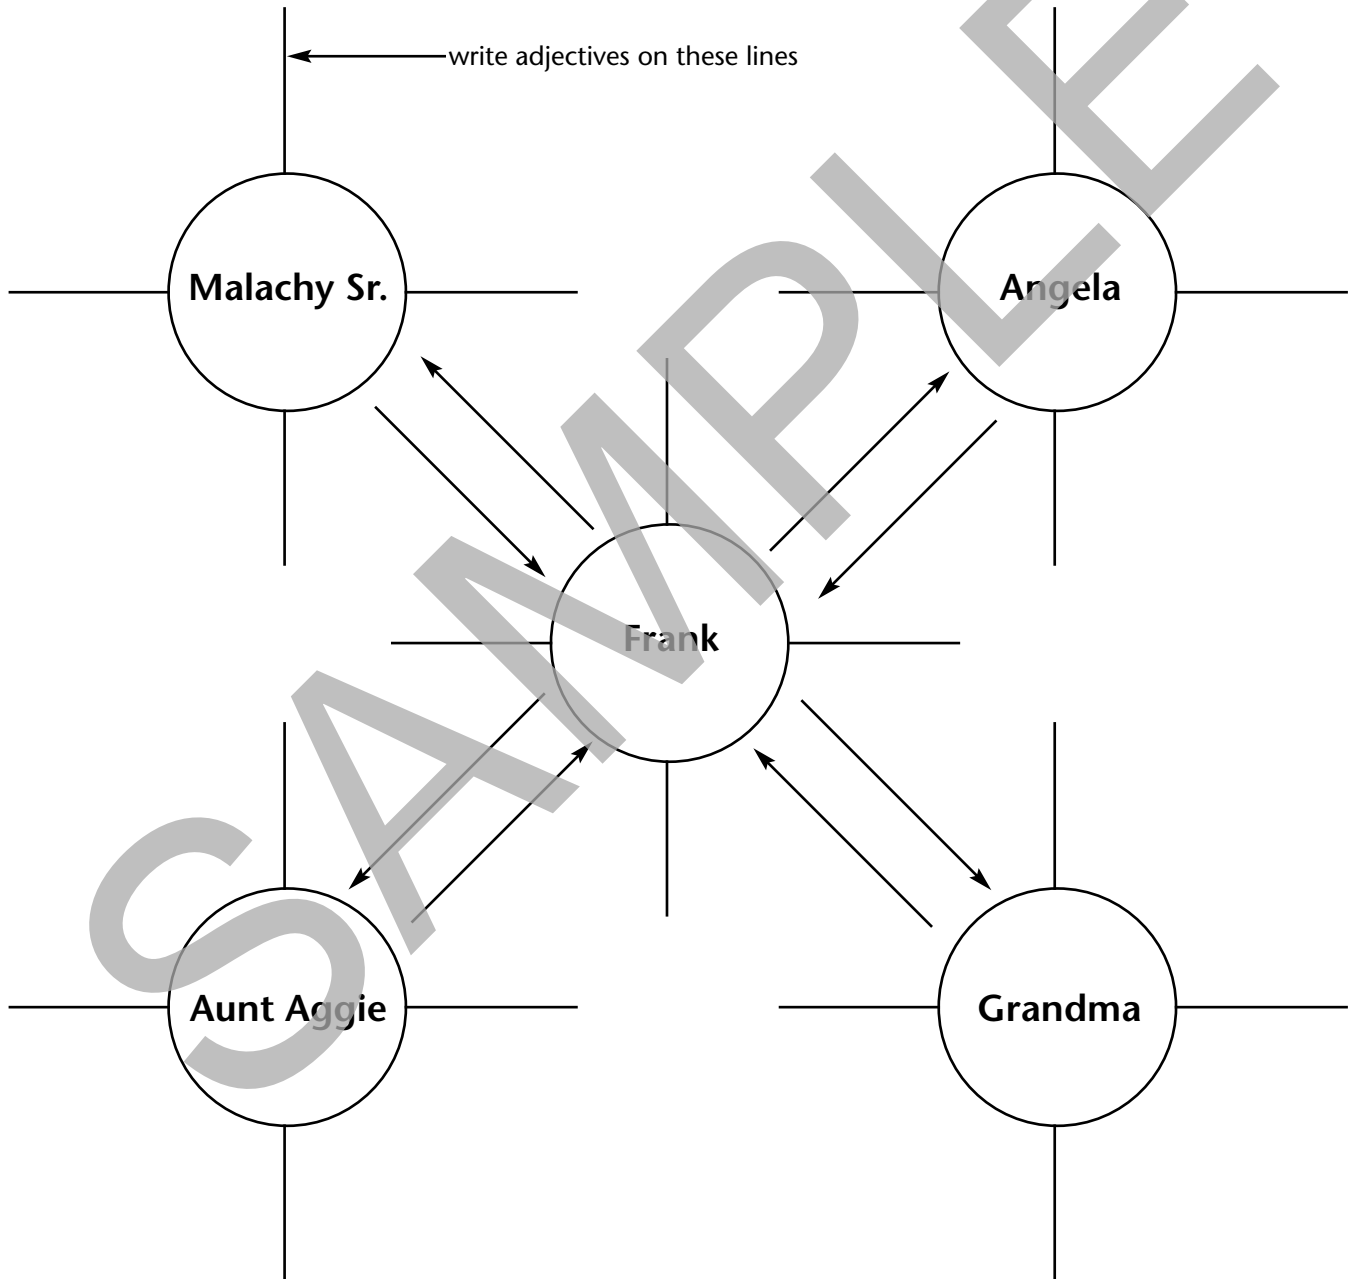 write adjectives on these lines
Malachy Sr.
Angela
Frank
Aunt Aggie
Grandma
SAMPLE